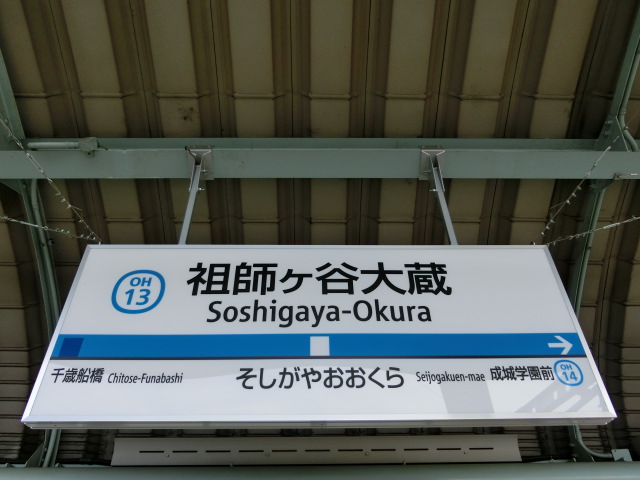 OH
13
祖師ヶ谷大蔵
Soshigaya-Okura
千歳船橋 Chitose-Funabashi
そしがやおおくら
Seijogakuen-mae 成城学園前
OH
14